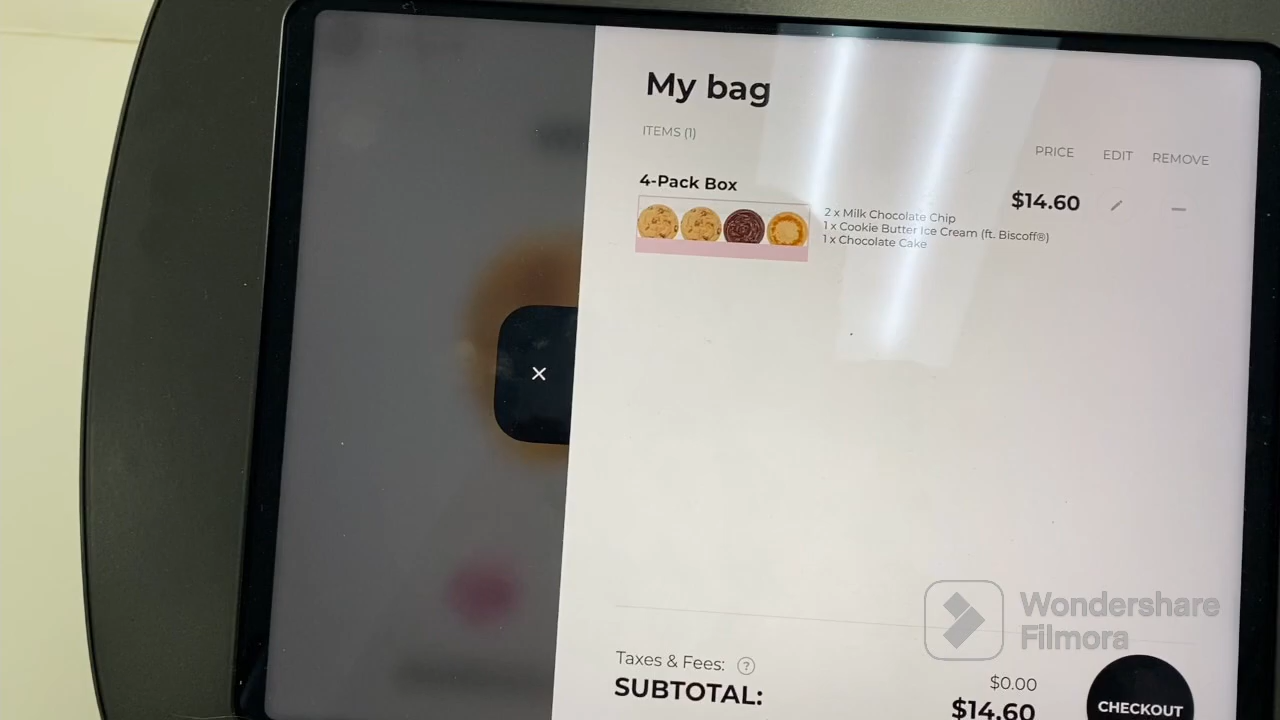 My bag
ITEMS (1)
PRICE EDIT REMOVE
4-Pack Box
$14.60
2 x Milk Chocolate Chip
1 x Cookie Butter Ice Cream (ft. Biscoff®)
1 x Chocolate Cake
Wondershare
Filmora
Taxes & Fees: ?
$0.00
SUBTOTAL:
$14.60
CHECKOUT